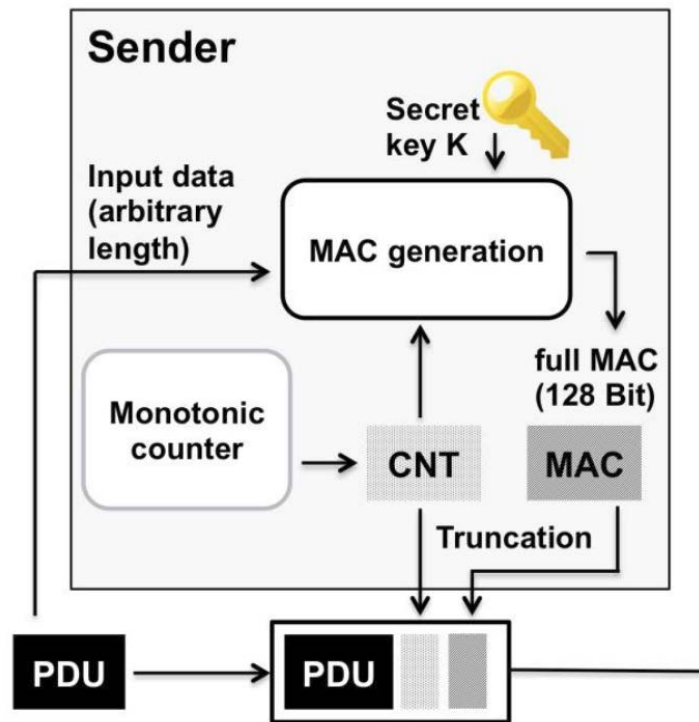 Sender
Secret
key K
Input data
(arbitrary
length)
MAC generation
full MAC
(128 Bit)
Monotonic
counter
CNT
MAC
Truncation
PDU
PDU